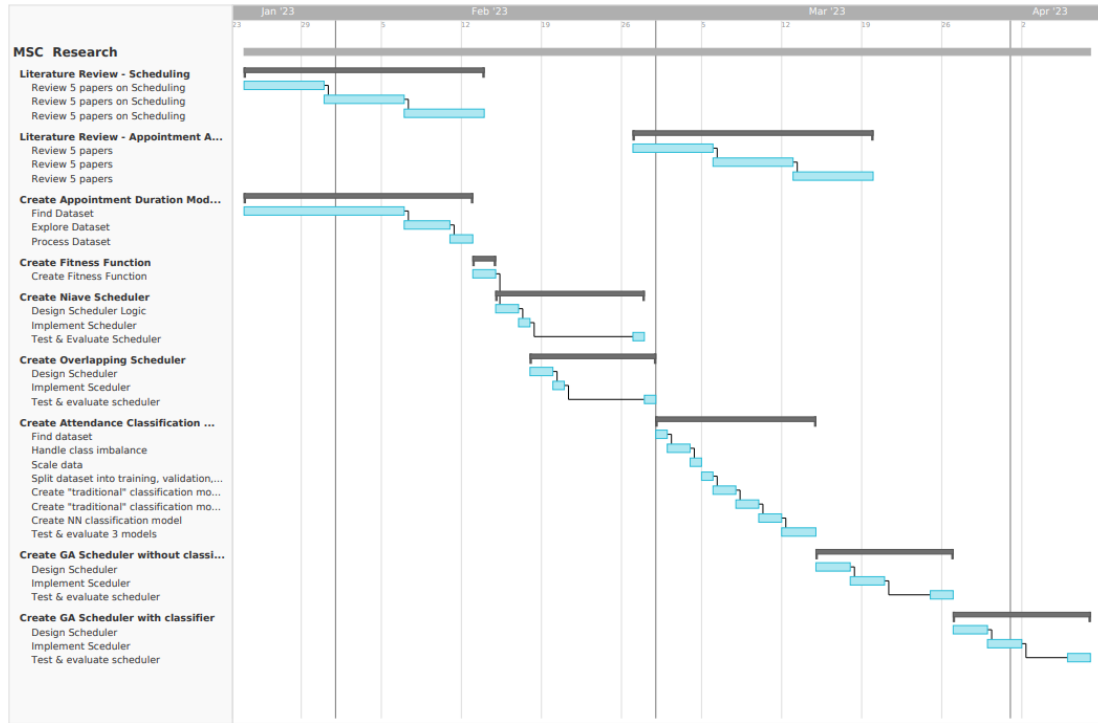 Jan '23 Feb '23 Mar '23 Apr '23
23 29 5 12 19 26 5 12 19 26 2
MSC Research
Literature Review - Scheduling
Review 5 papers on Scheduling
Review 5 papers on Scheduling
Review 5 papers on Scheduling
Literature Review - Appointment A...
Review 5 papers
Review 5 papers
Review 5 papers
Create Appointment Duration Mod...
Find Dataset
Explore Dataset
Process Dataset
Create Fitness Function
Create Fitness Function
Create Niave Scheduler
Design Scheduler Logic
Implement Scheduler
Test & Evaluate Scheduler
Create Overlapping Scheduler
Design Scheduler
Implement Sceduler
Test & evaluate scheduler
Create Attendance Classification ...
Find dataset
Handle class imbalance
Scale data
Split dataset into training, validation,...
Create "traditional" classification mo...
Create "traditional" classification mo...
Create NN classification model
Test & evaluate 3 models
Create GA Scheduler without classi...
Design Scheduler
Implement Sceduler
Test & evaluate scheduler
Create GA Scheduler with classifier
Design Scheduler
Implement Sceduler
Test & evaluate scheduler